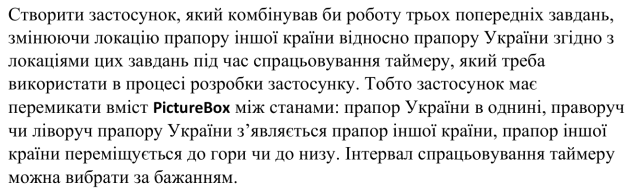 Створити застосунок, який комбінував би роботу трьох попередніх завдань,
змінюючи локацію прапору іншої країни відносно прапору України згідно з
локаціями цих завдань під час спрацьовування таймеру, який треба
використати в процесі розробки застосунку. Тобто застосунок має
перемикати вміст PictureBox між станами: прапор України в однині, праворуч
чи ліворуч прапору України з’являється прапор іншої країни, прапор іншої
країни переміщується до гори чи до низу. Інтервал спрацьовування таймеру
можна вибрати за бажанням.